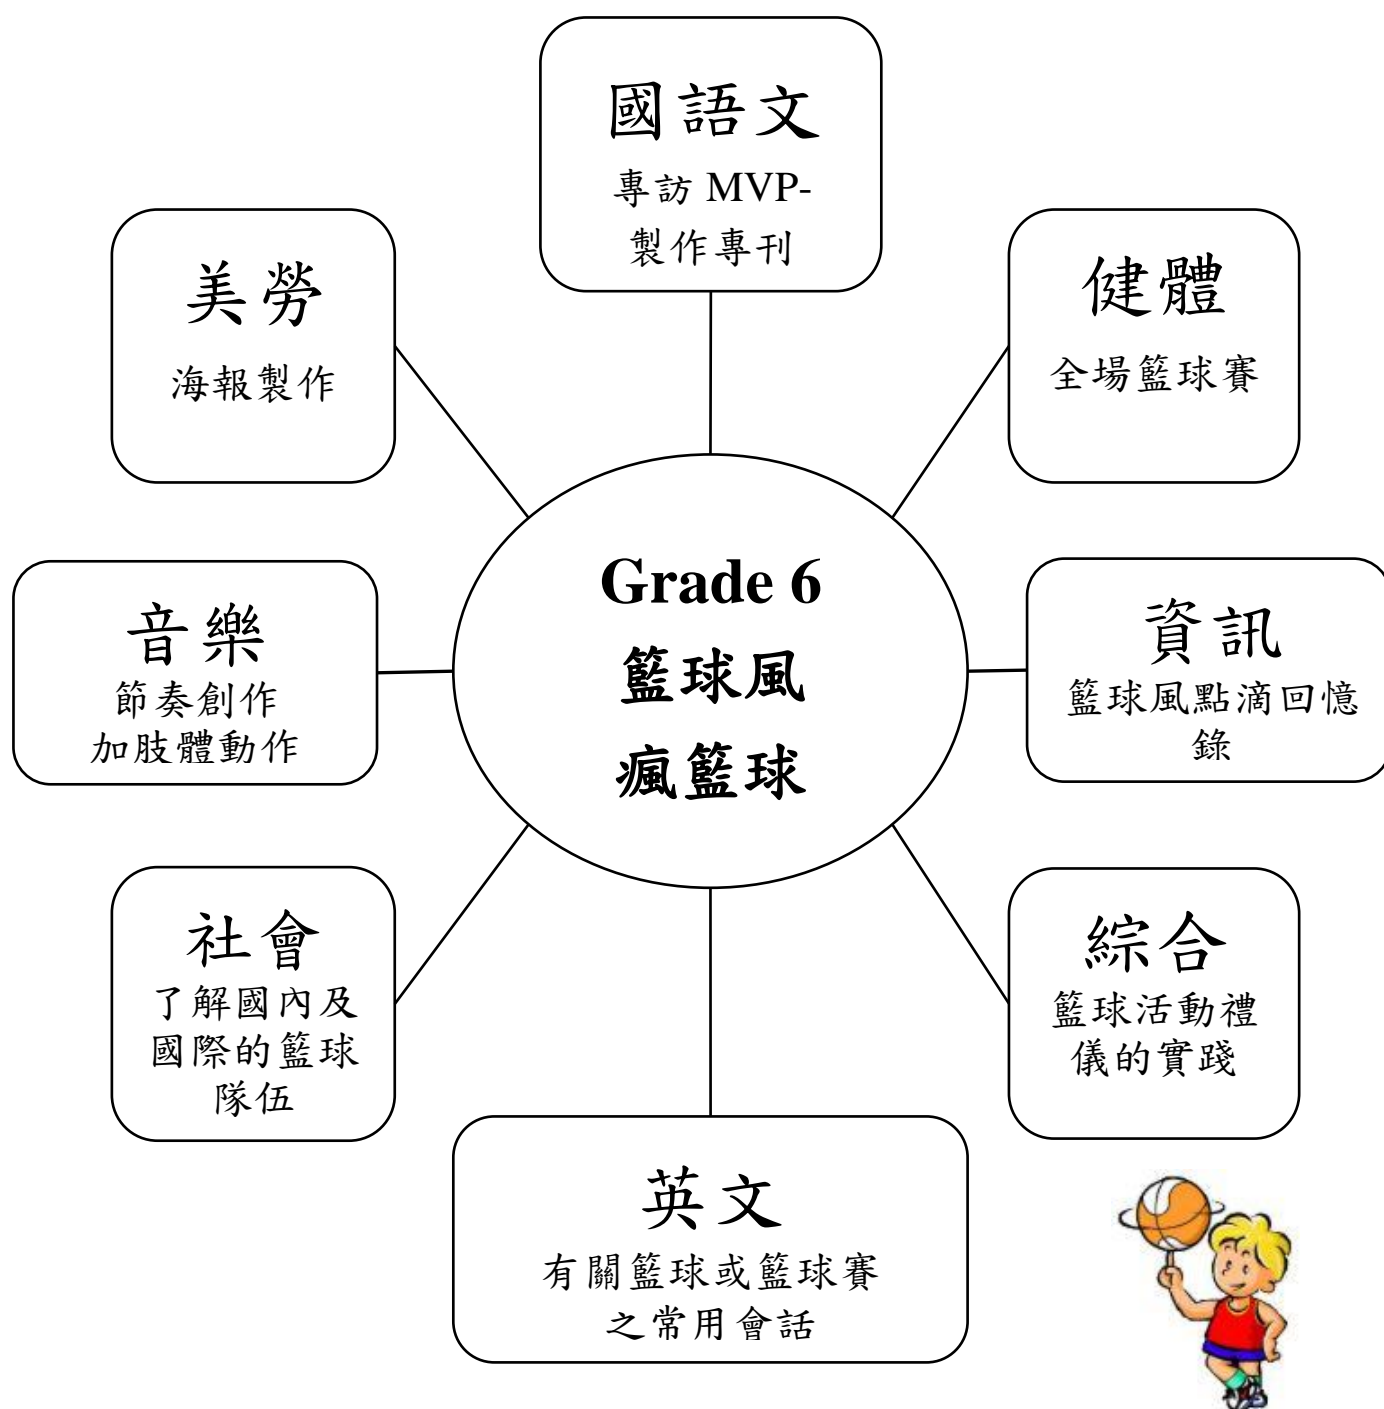 國語文
專訪 MVP-
製作專刊
美勞
海報製作
健體
全場籃球賽
Grade 6
籃球風
瘋籃球
音樂
節奏創作
加肢體動作
資訊
籃球風點滴回憶
錄
社會
了解國內及
國際的籃球
隊伍
綜合
籃球活動禮
儀的實踐
英文
有關籃球或籃球賽
之常用會話